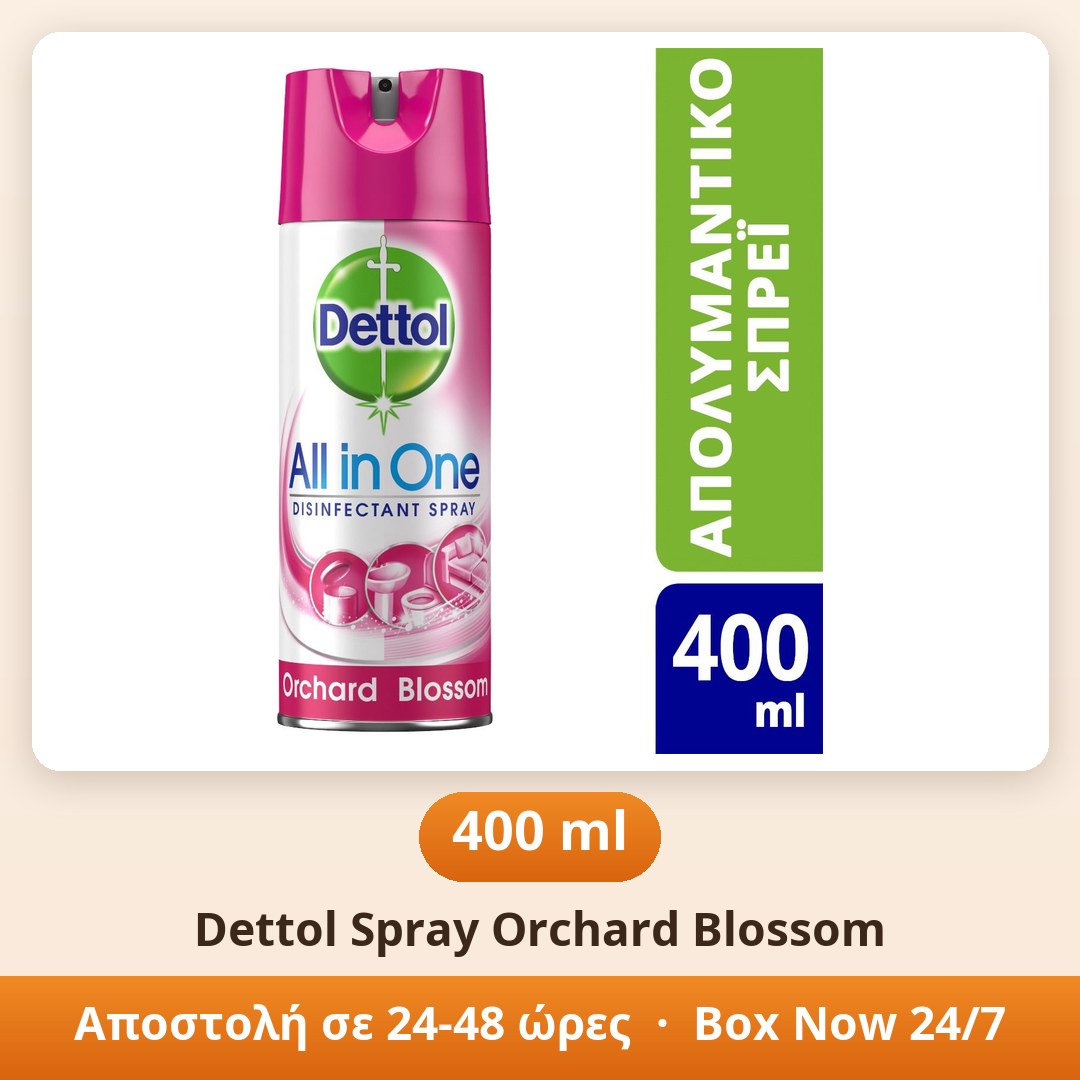 Dettol
All in One
DISINFECTANT SPRAY
Orchard Blossom
ΑΠΟΛΥΜΑΝΤΙΚΟ
ΣΠΡΕΪ
400
ml
400 ml
Dettol Spray Orchard Blossom
Αποστολή σε 24-48 ώρες · Box Now 24/7